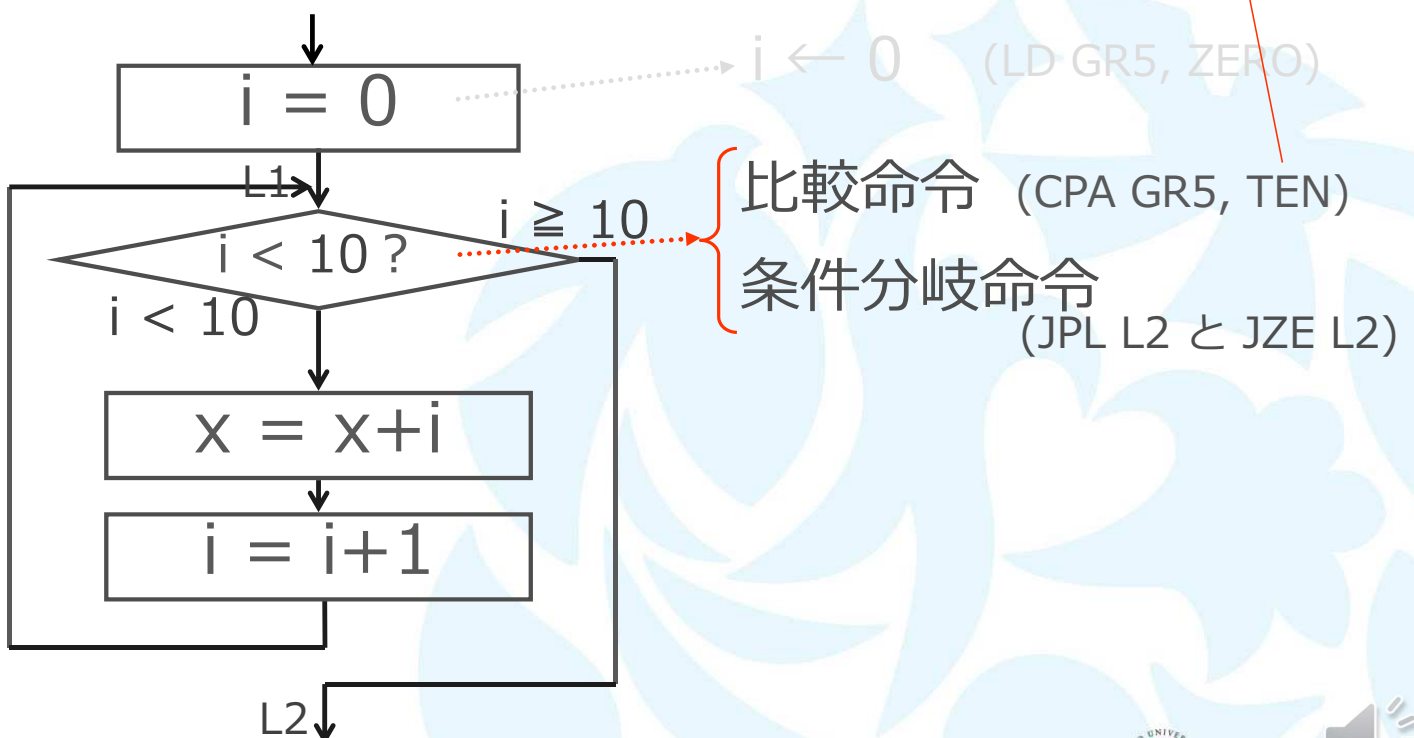 i = 0
i ← 0 (LD GR5, ZERO)
L1
i < 10 ?
i ≧ 10
i < 10
比較命令 (CPA GR5, TEN)
条件分岐命令
(JPL L2 と JZE L2)
x = x+i
i = i+1
L2